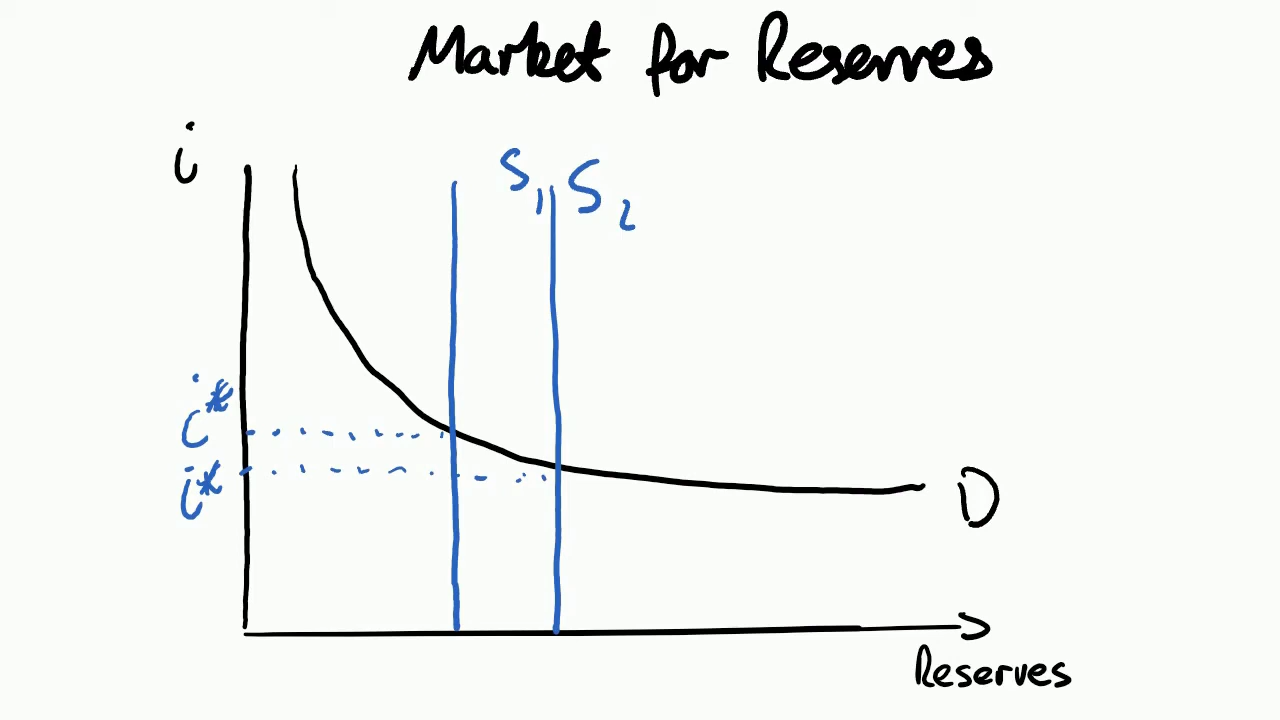 Market for Reserves
i
S₁ S₂
i*
i*
D
Reserves